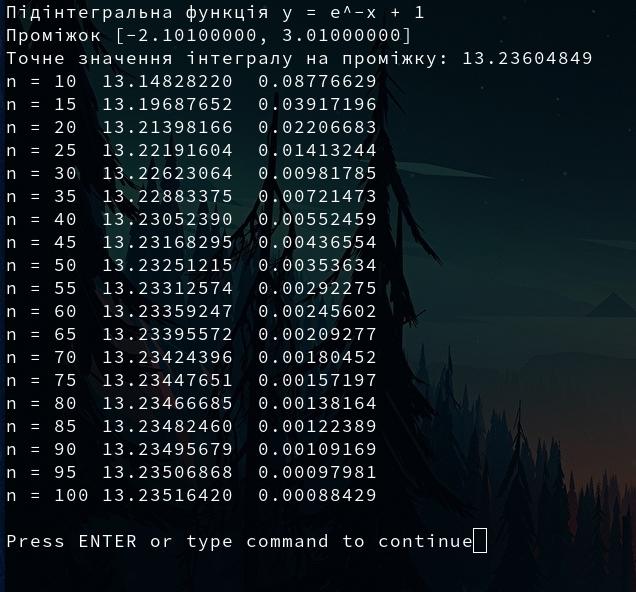 Підінтегральна функція y = e^-x + 1
Проміжок [-2.10100000, 3.01000000]
Точне значення інтегралу на проміжку: 13.23604849
n = 10  13.14828220  0.08776629
n = 15  13.19687652  0.03917196
n = 20  13.21398166  0.02206683
n = 25  13.22191604  0.01413244
n = 30  13.22623064  0.00981785
n = 35  13.22883375  0.00721473
n = 40  13.23052390  0.00552459
n = 45  13.23168295  0.00436554
n = 50  13.23251215  0.00353634
n = 55  13.23312574  0.00292275
n = 60  13.23359247  0.00245602
n = 65  13.23395572  0.00209277
n = 70  13.23424396  0.00180452
n = 75  13.23447651  0.00157197
n = 80  13.23466685  0.00138164
n = 85  13.23482460  0.00122389
n = 90  13.23495679  0.00109169
n = 95  13.23506868  0.00097981
n = 100 13.23516420  0.00088429
Press ENTER or type command to continue